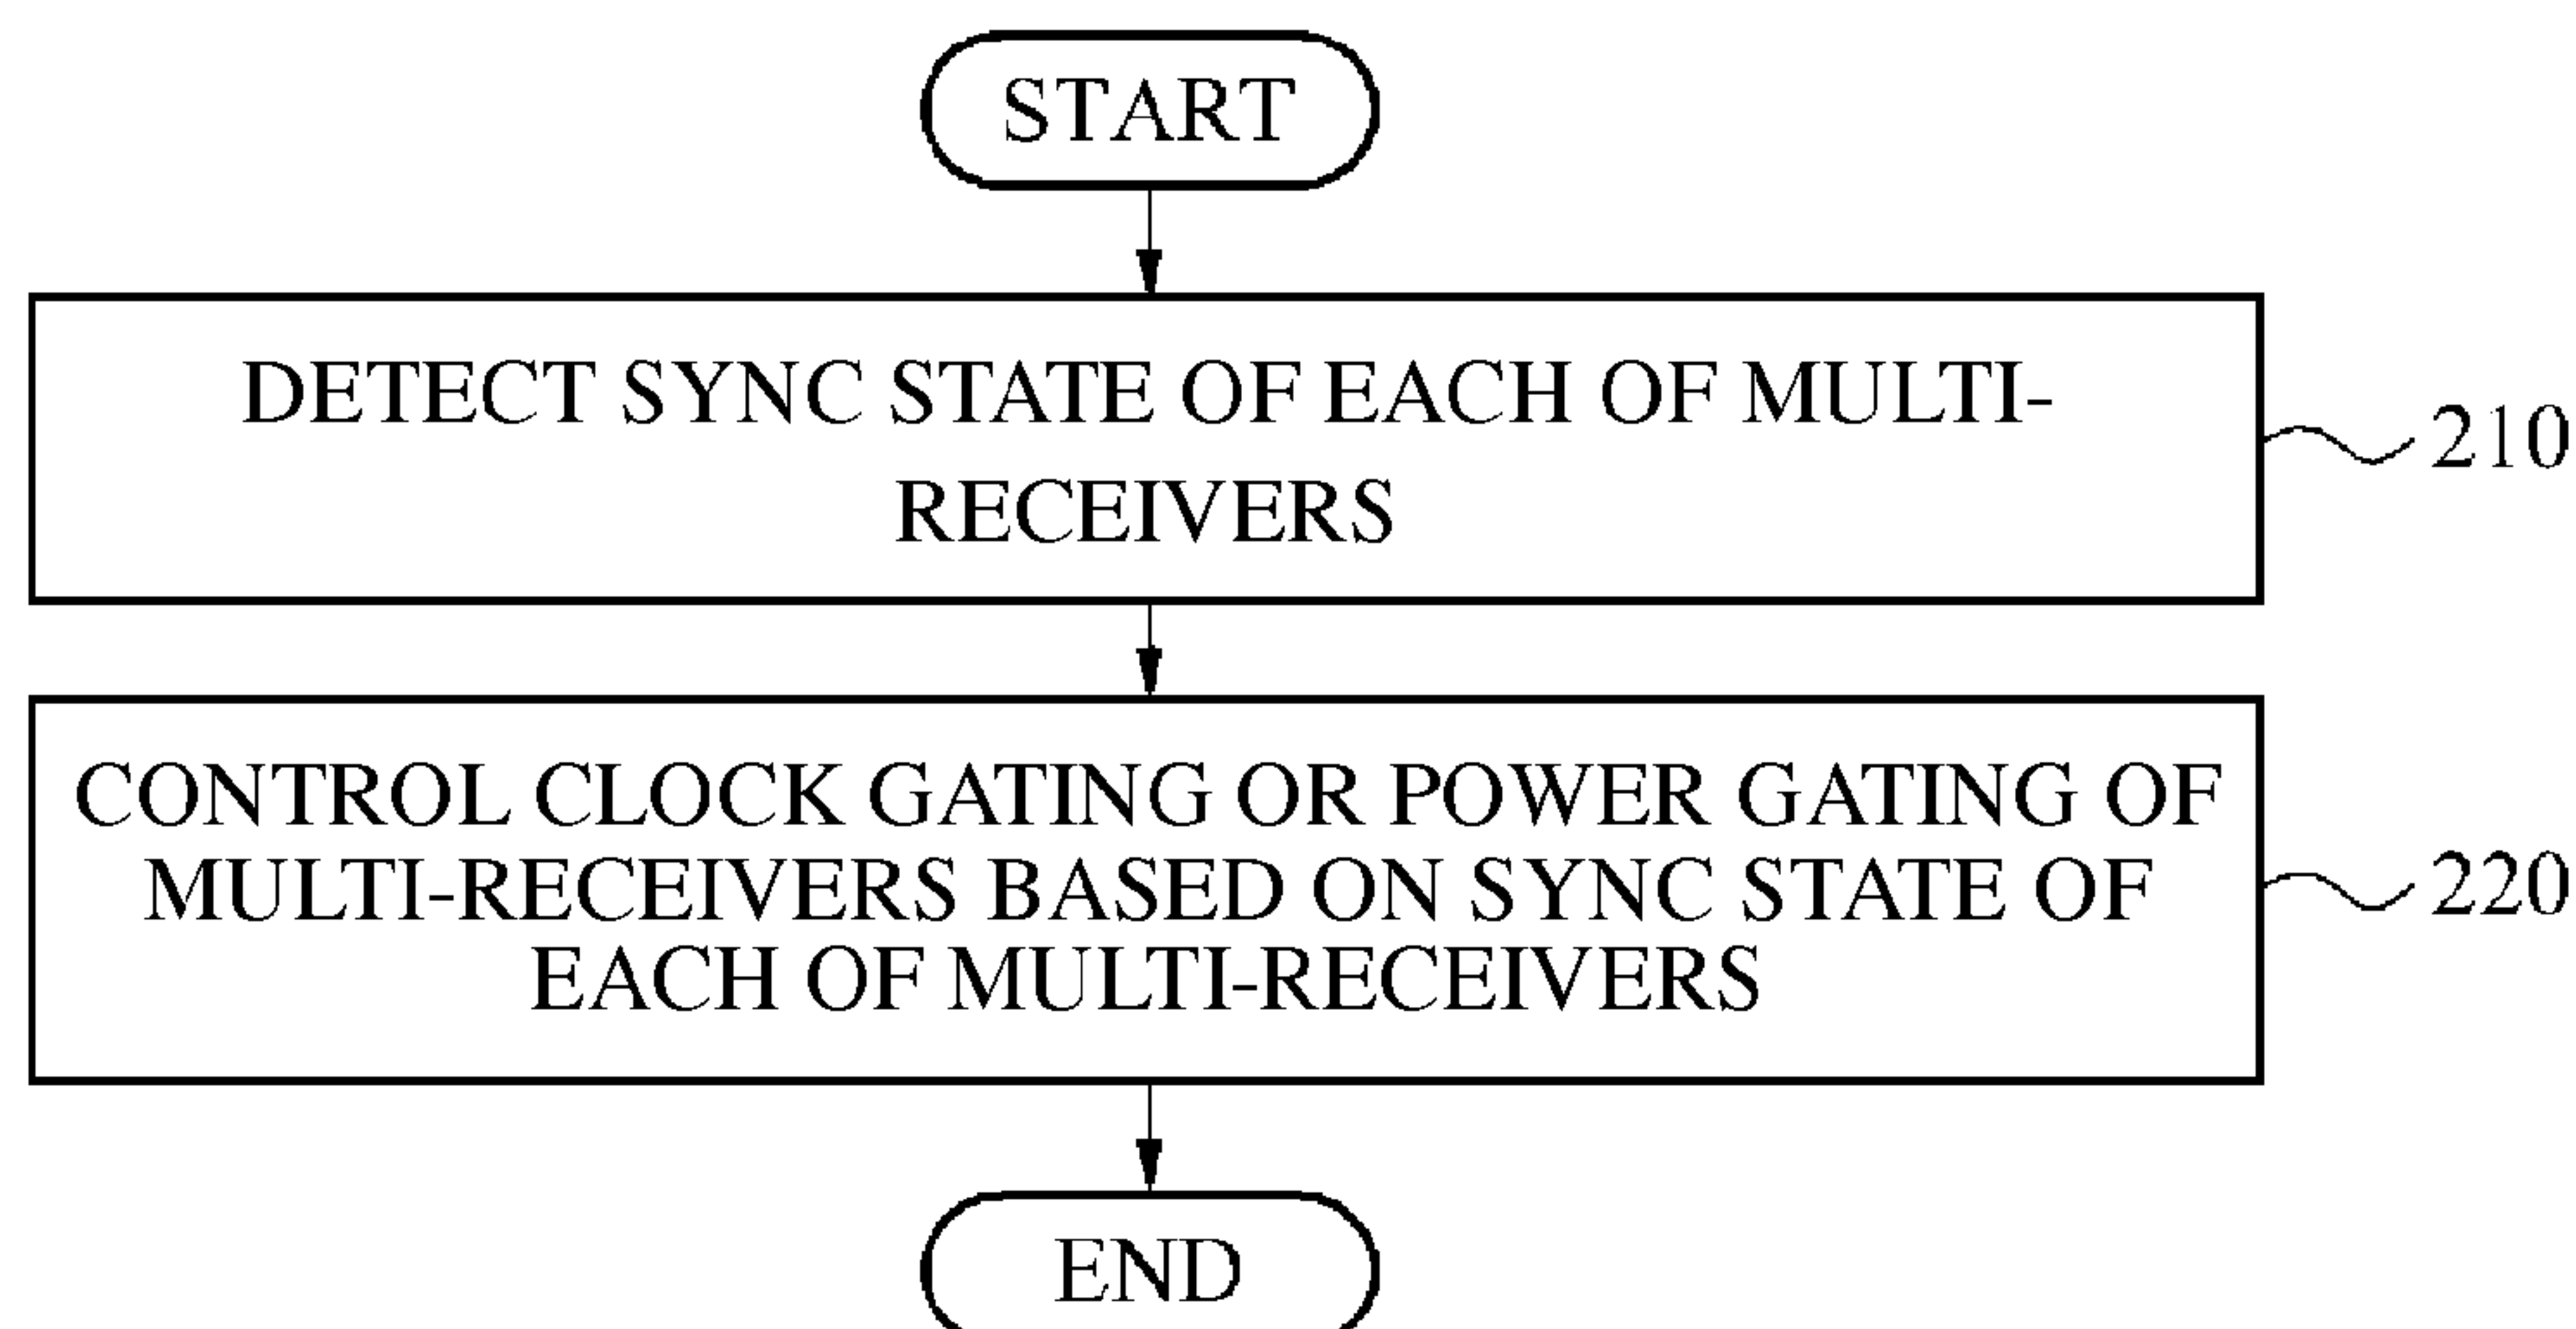 START
DETECT SYNC STATE OF EACH OF MULTI-
RECEIVERS
210
CONTROL CLOCK GATING OR POWER GATING OF
MULTI-RECEIVERS BASED ON SYNC STATE OF
EACH OF MULTI-RECEIVERS
220
END